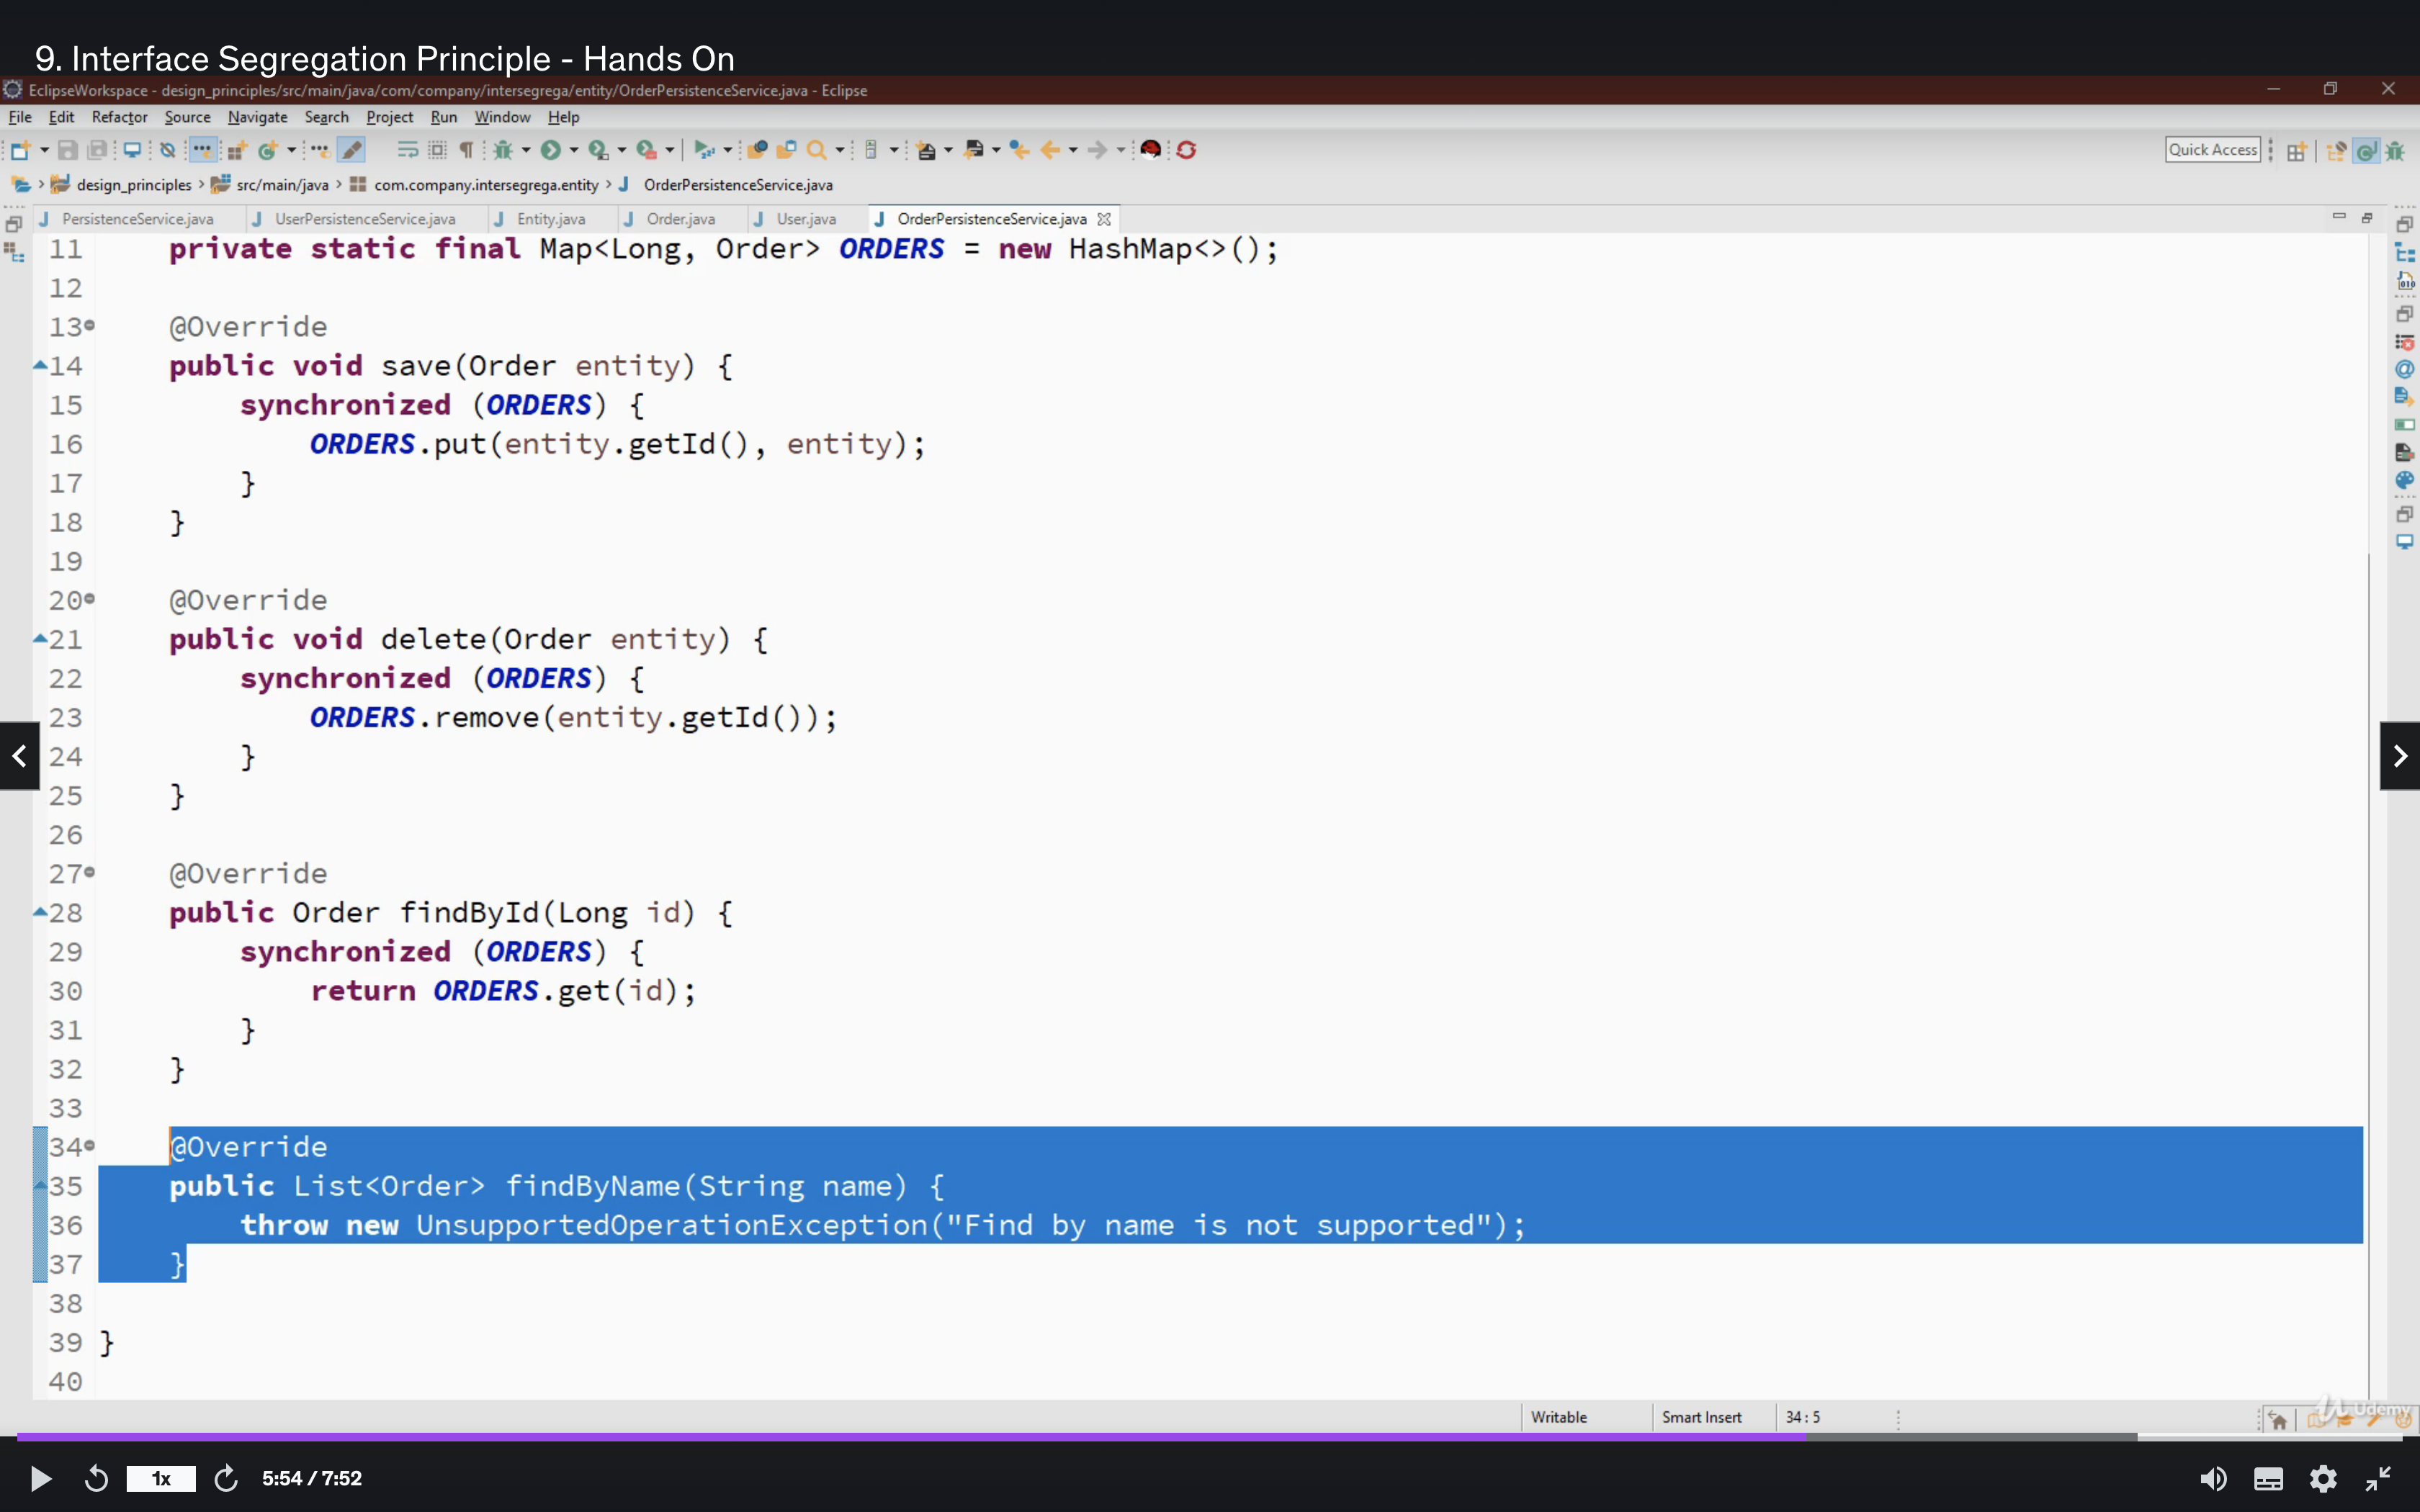 9. Interface Segregation Principle - Hands On
EclipseWorkspace - design_principles/src/main/java/com/company/intersegrega/entity/OrderPersistenceService.java - Eclipse
File Edit Refactor Source Navigate Search Project Run Window Help
Quick Access
design_principles src/main/java com.company.intersegrega.entity OrderPersistenceService.java
PersistenceService.java UserPersistenceService.java Entity.java Order.java User.java OrderPersistenceService.java
11 private static final Map<Long, Order> ORDERS = new HashMap<>();
12
13 @Override
14 public void save(Order entity) {
15 synchronized (ORDERS) {
16 ORDERS.put(entity.getId(), entity);
17 }
18 }
19
20 @Override
21 public void delete(Order entity) {
22 synchronized (ORDERS) {
23 ORDERS.remove(entity.getId());
24 }
25 }
26
27 @Override
28 public Order findById(Long id) {
29 synchronized (ORDERS) {
30 return ORDERS.get(id);
31 }
32 }
33
34 @Override
35 public List<Order> findByName(String name) {
36 throw new UnsupportedOperationException("Find by name is not supported");
37 }
38
39 }
40
Writable Smart Insert 34 : 5
Udemy
1x 5:54 / 7:52